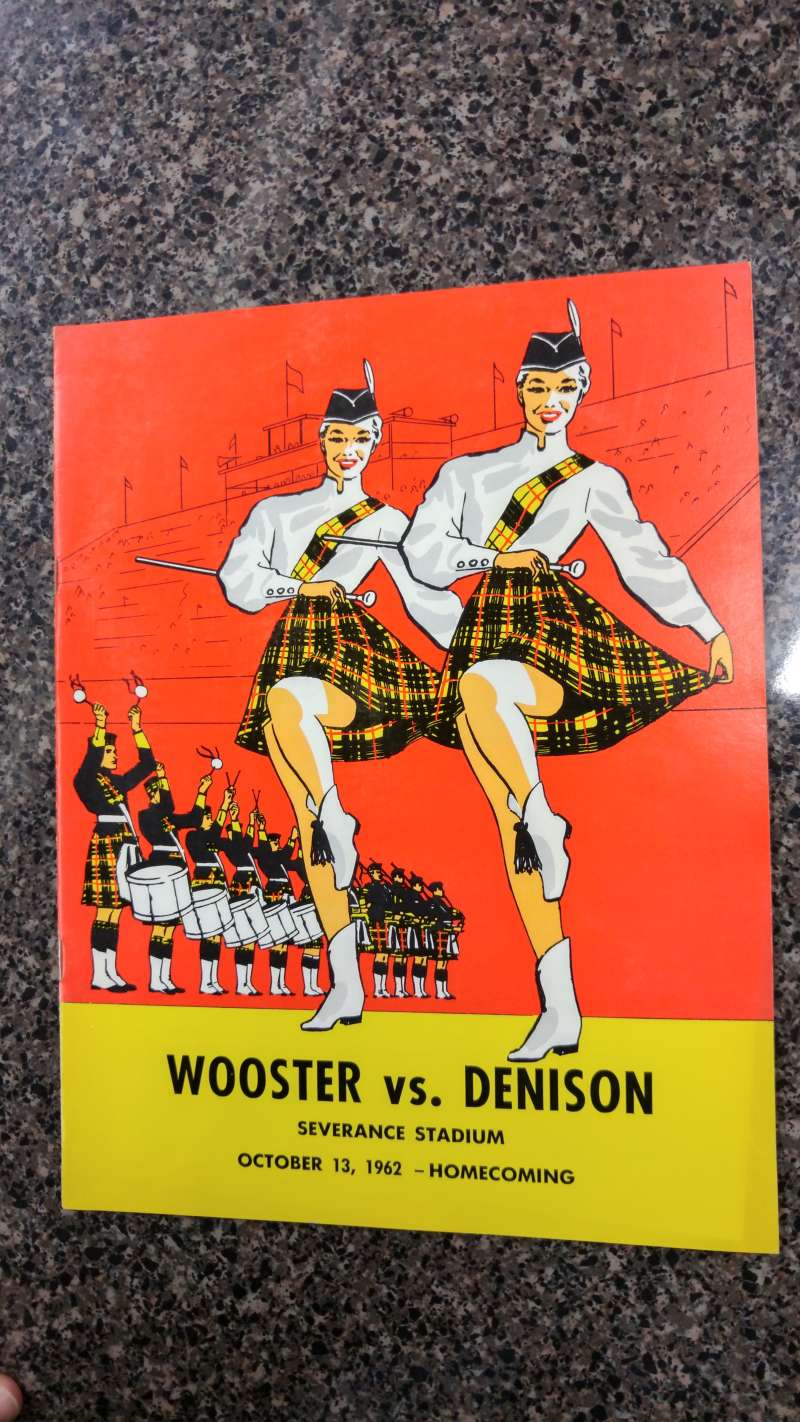 WOOSTER vs. DENISON
SEVERANCE STADIUM
OCTOBER 13, 1962 – HOMECOMING